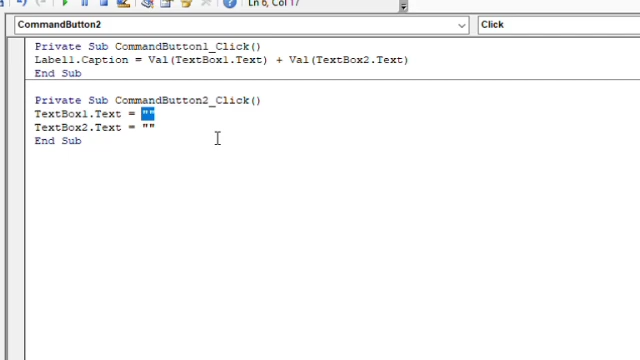 Ln 6, Col 17
CommandButton2
Click
Private Sub CommandButton1_Click()
Label1.Caption = Val(TextBox1.Text) + Val(TextBox2.Text)
End Sub
Private Sub CommandButton2_Click()
TextBox1.Text = ""
TextBox2.Text = ""
End Sub